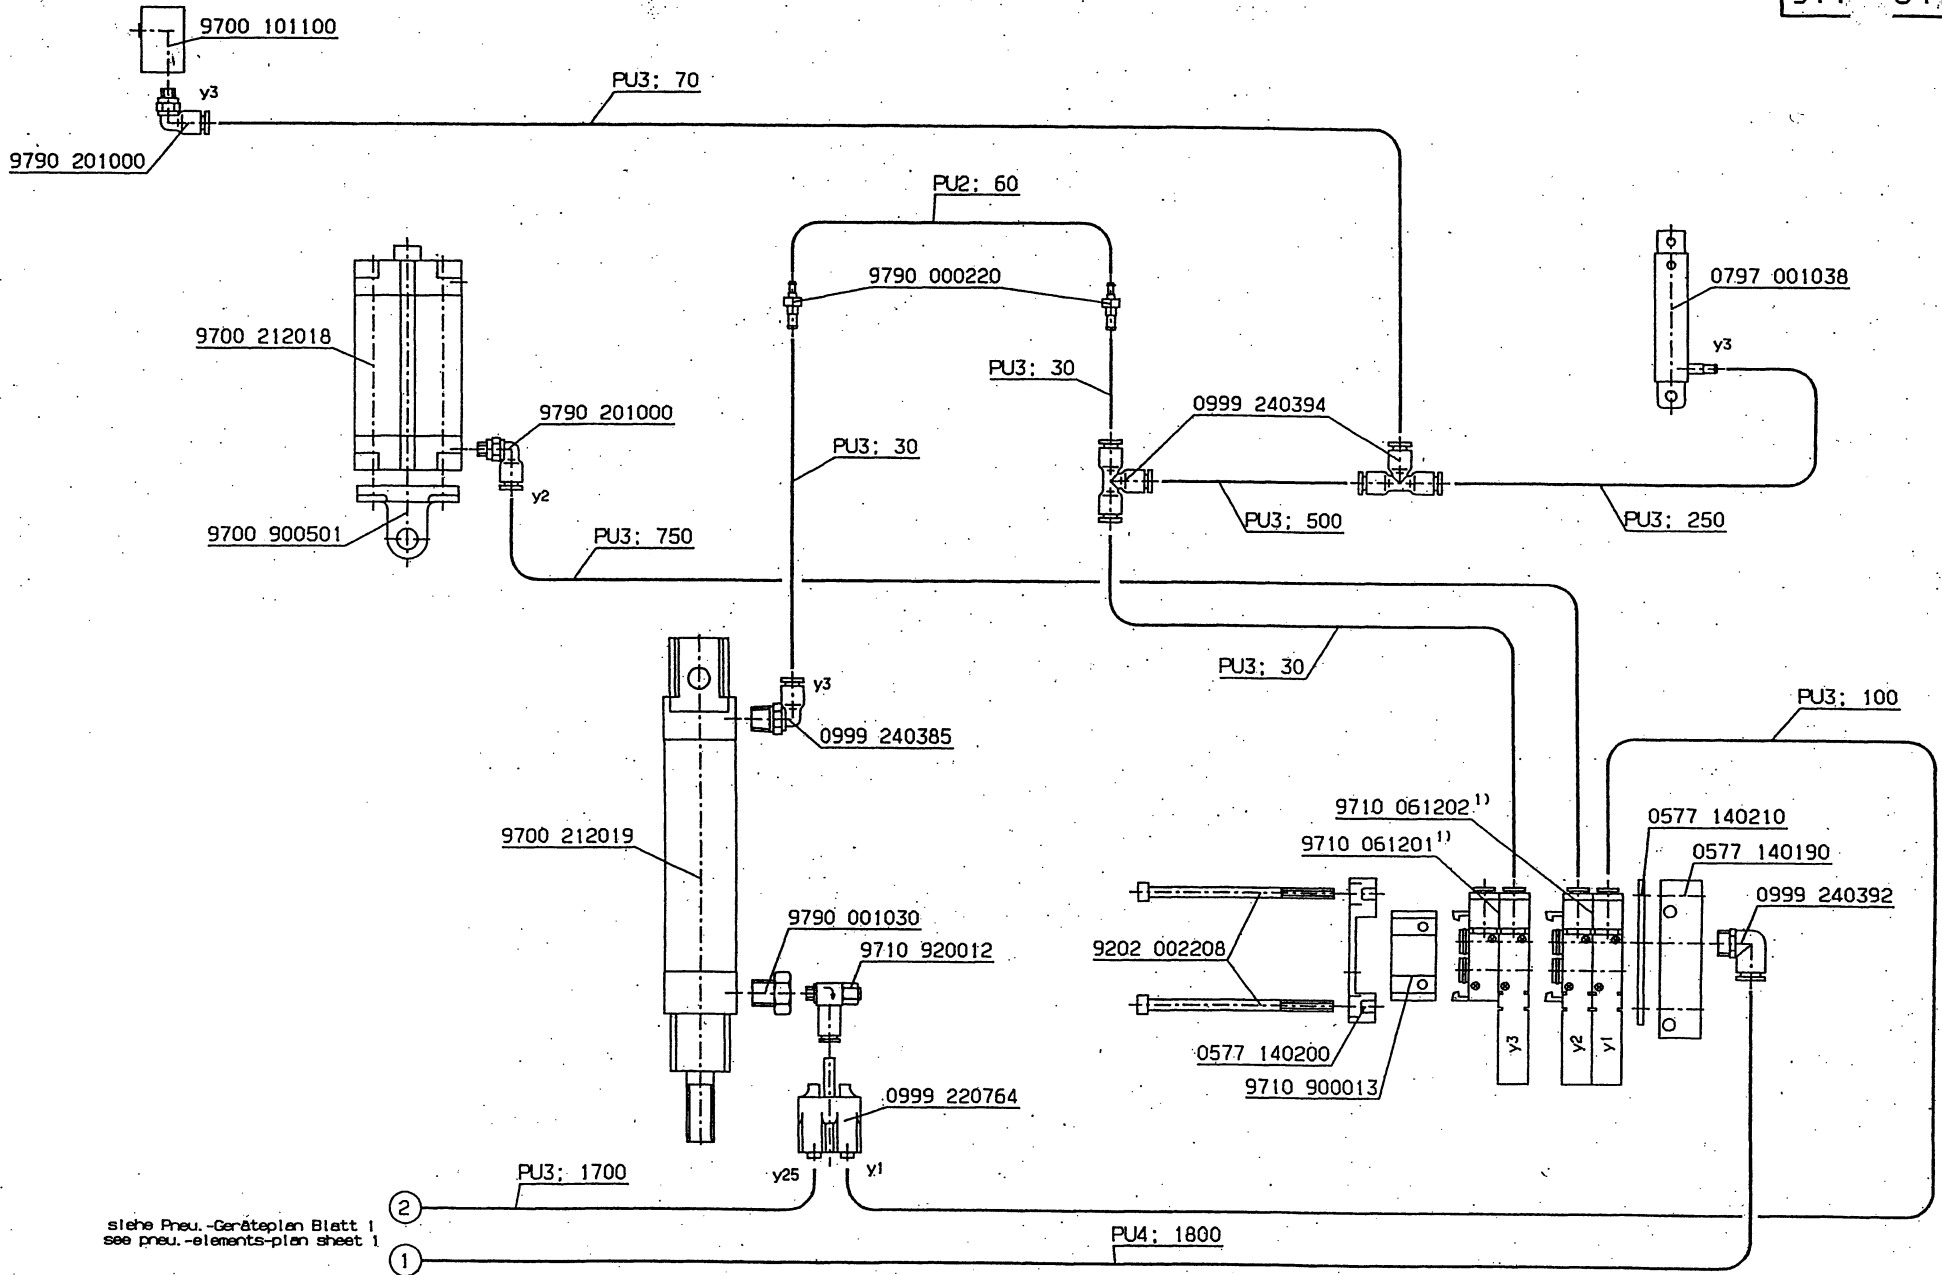 9700 101100
y3
PU3; 70
9790 201000
PU2; 60
9790 000220
0797 001038
9700 212018
y3
PU3; 30
9790 201000
0999 240394
PU3; 30
y2
9700 900501
PU3; 750
PU3; 500
PU3; 250
PU3; 30
y3
PU3; 100
0999 240385
9710 061202 1)
9700 212019
0577 140210
9710 061201 1)
0577 140190
9790 001030
0999 240392
9710 920012
9202 002208
y3
y2
y1
0577 140200
9710 900013
0999 220764
y25
y1
PU3; 1700
2
siehe Pneu.-Geräteplan Blatt 1
see pneu.-elements-plan sheet 1
PU4; 1800
1